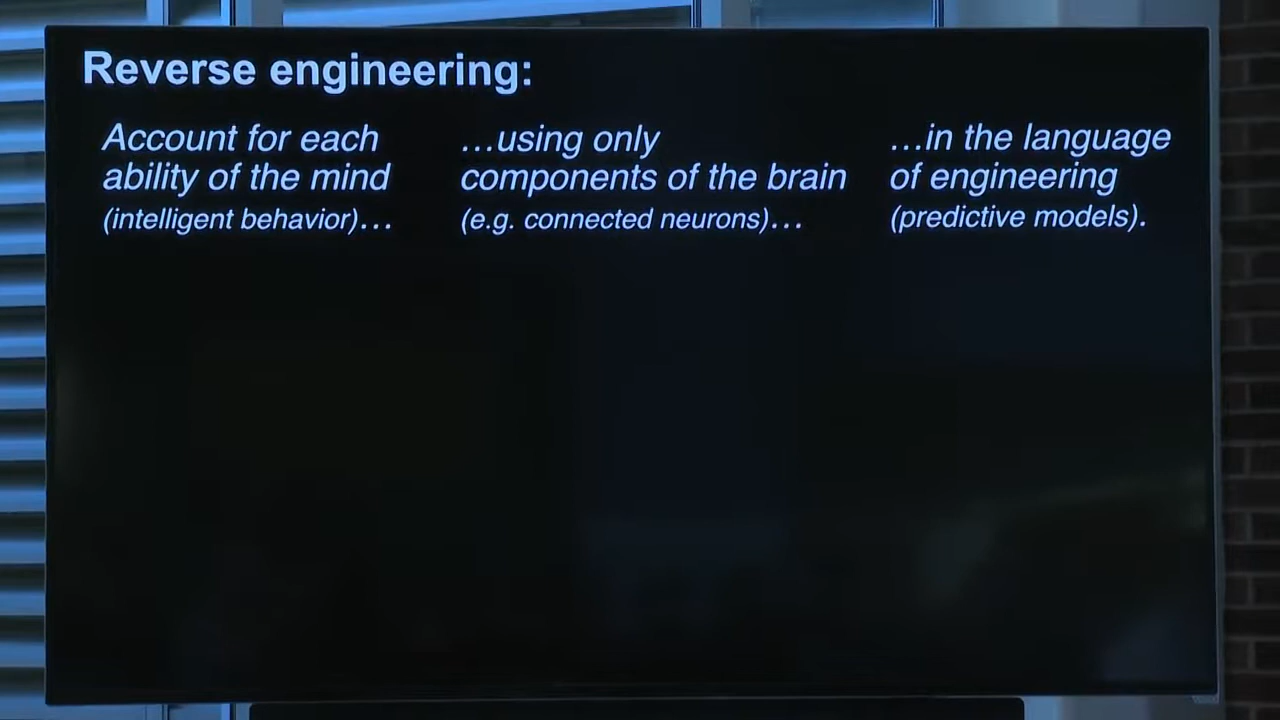 Reverse engineering:
Account for each
ability of the mind
(intelligent behavior)…
…using only
components of the brain
(e.g. connected neurons)…
…in the language
of engineering
(predictive models).